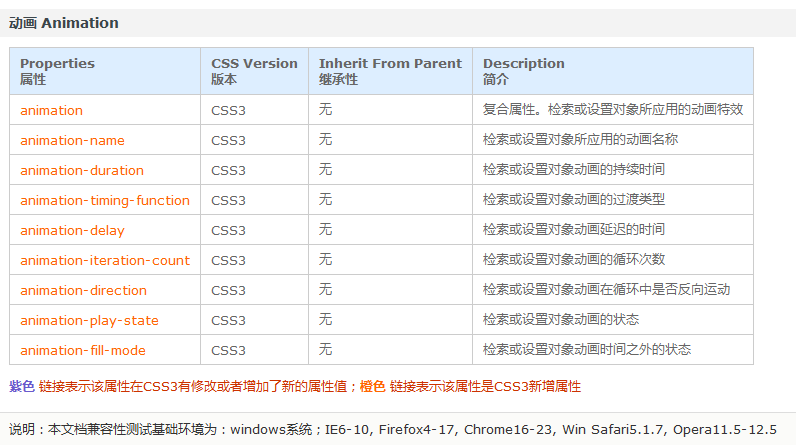 动画 Animation
Properties CSS Version Inherit From Parent Description
属性 版本 继承性 简介
animation CSS3 无 复合属性。检索或设置对象所应用的动画特效
animation-name CSS3 无 检索或设置对象所应用的动画名称
animation-duration CSS3 无 检索或设置对象动画的持续时间
animation-timing-function CSS3 无 检索或设置对象动画的过渡类型
animation-delay CSS3 无 检索或设置对象动画延迟的时间
animation-iteration-count CSS3 无 检索或设置对象动画的循环次数
animation-direction CSS3 无 检索或设置对象动画在循环中是否反向运动
animation-play-state CSS3 无 检索或设置对象动画的状态
animation-fill-mode CSS3 无 检索或设置对象动画时间之外的状态
紫色 链接表示该属性在CSS3有修改或者增加了新的属性值；橙色 链接表示该属性是CSS3新增属性
说明：本文档兼容性测试基础环境为：windows系统；IE6-10, Firefox4-17, Chrome16-23, Win Safari5.1.7, Opera11.5-12.5